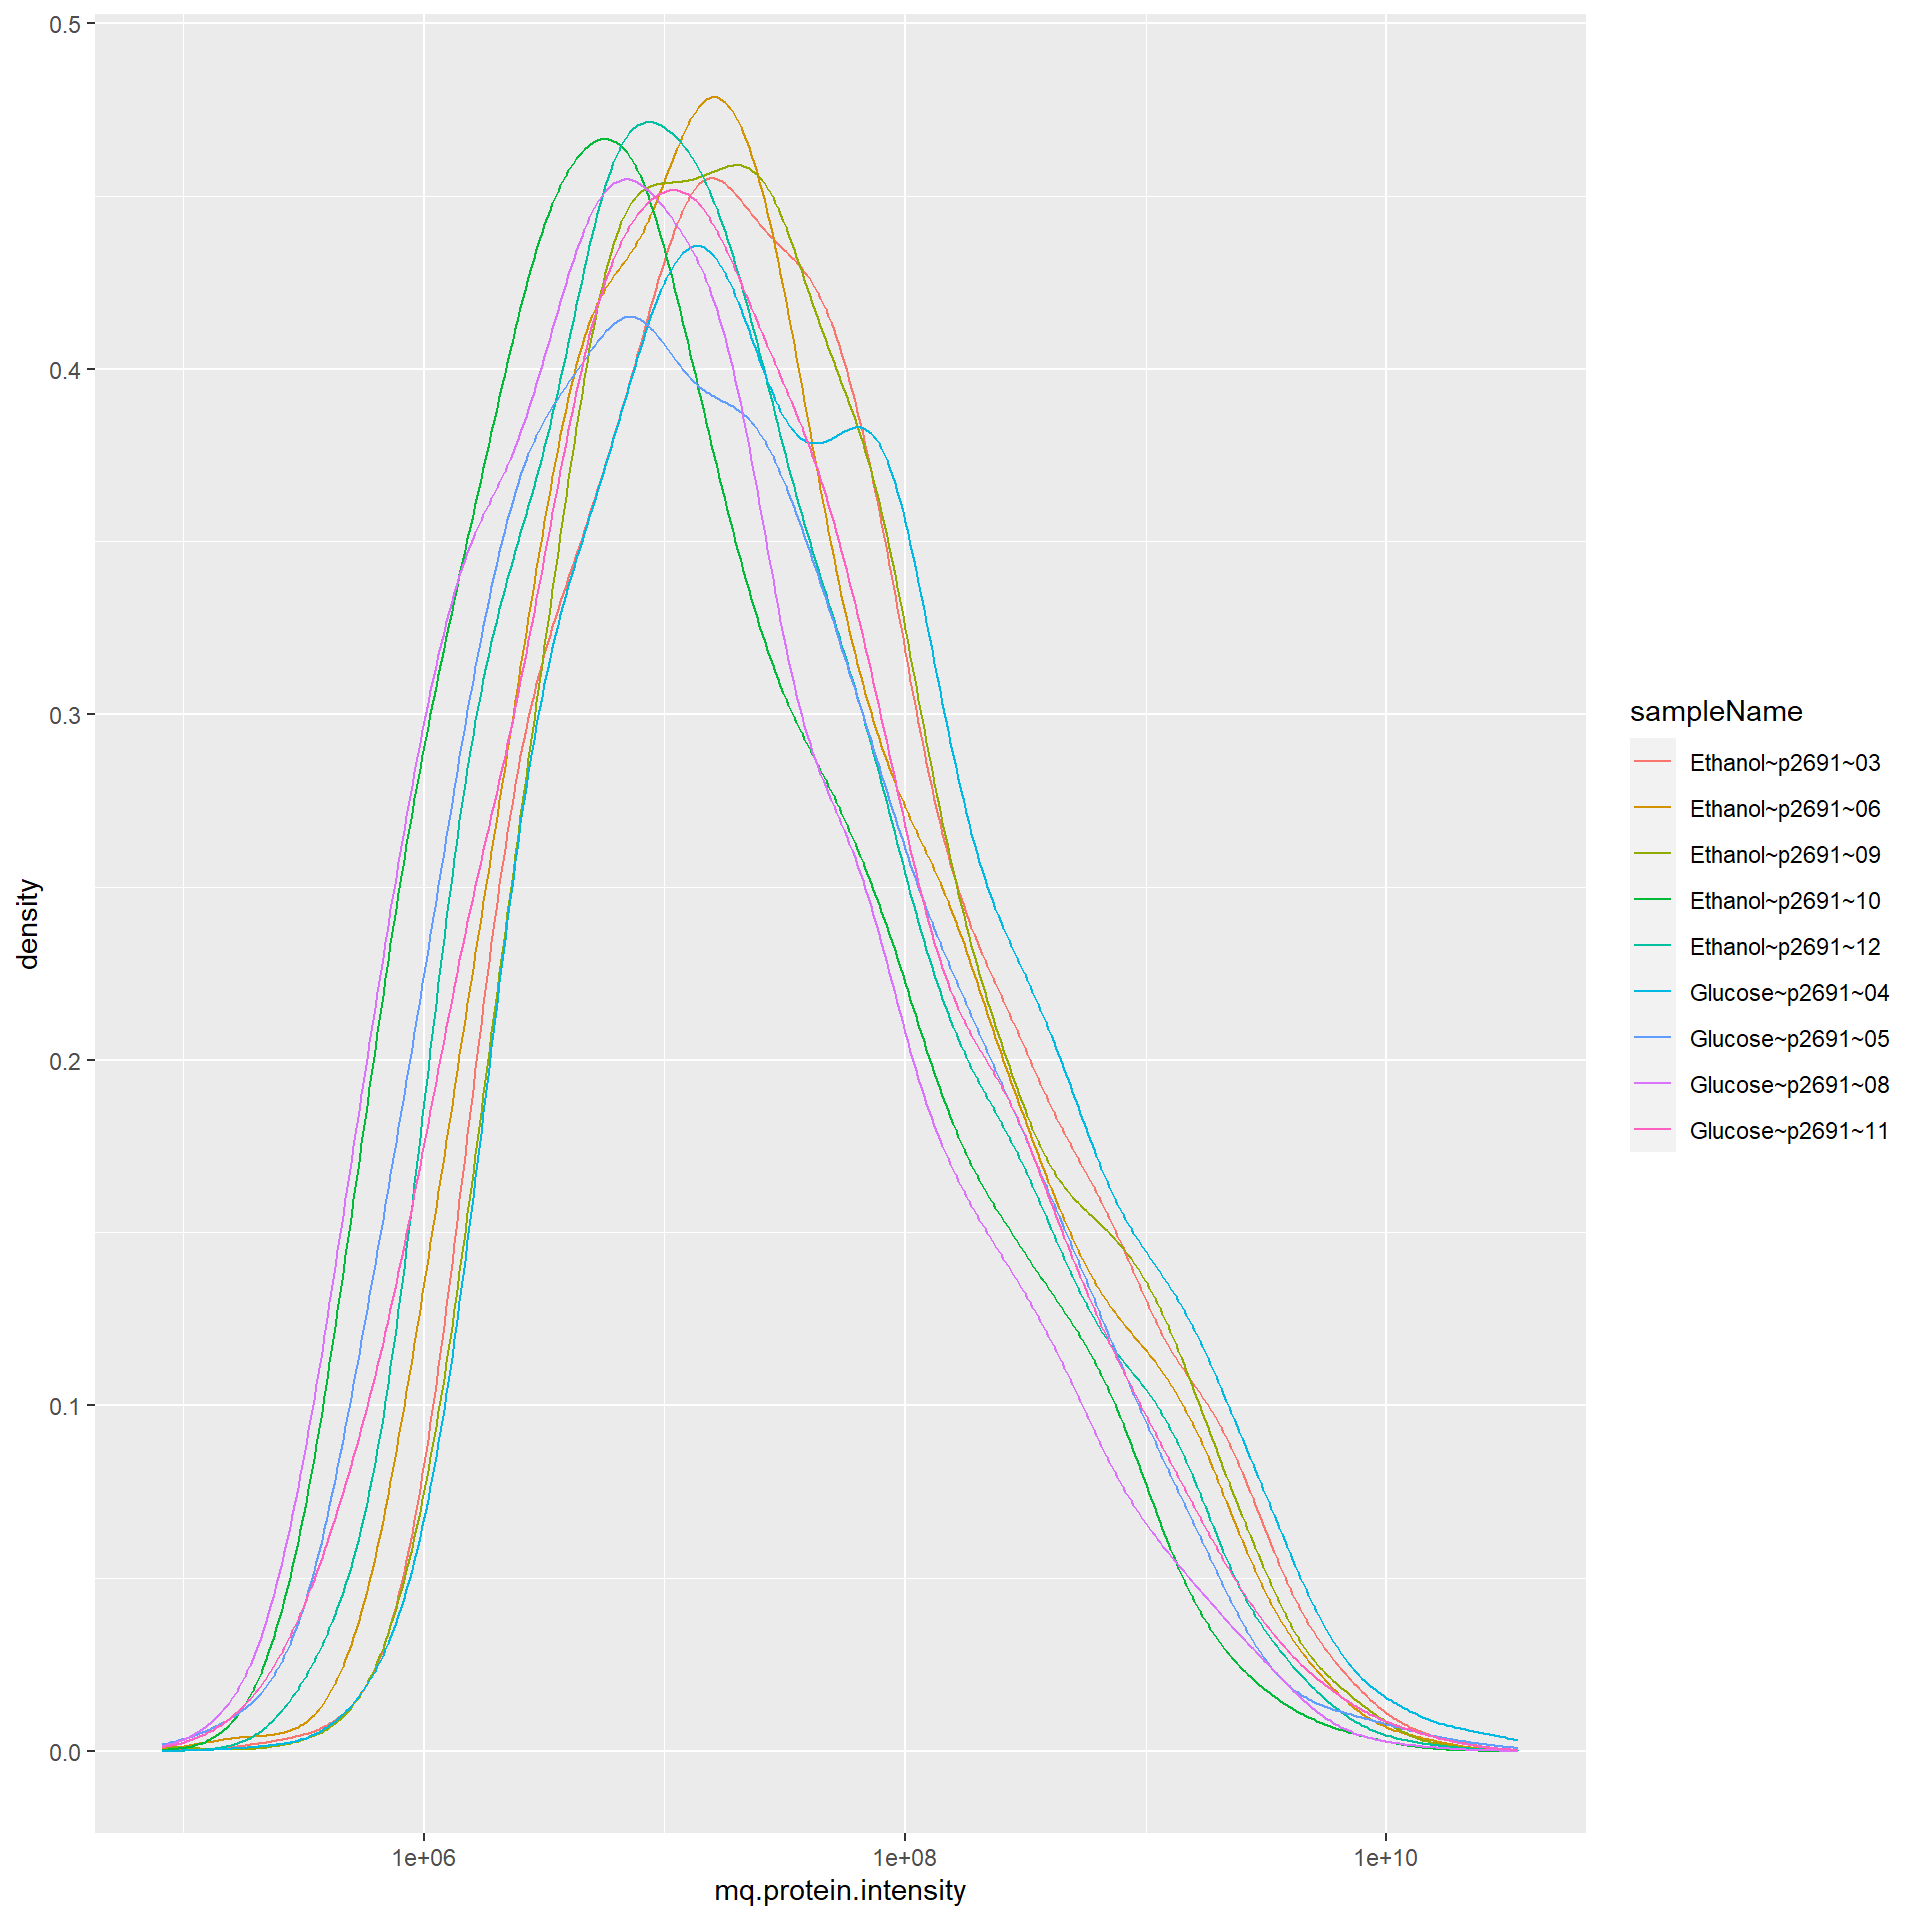 0.5
0.4
0.3
0.2
0.1
0.0
density
1e+06
1e+08
1e+10
mq.protein.intensity
sampleName
Ethanol~p2691~03
Ethanol~p2691~06
Ethanol~p2691~09
Ethanol~p2691~10
Ethanol~p2691~12
Glucose~p2691~04
Glucose~p2691~05
Glucose~p2691~08
Glucose~p2691~11